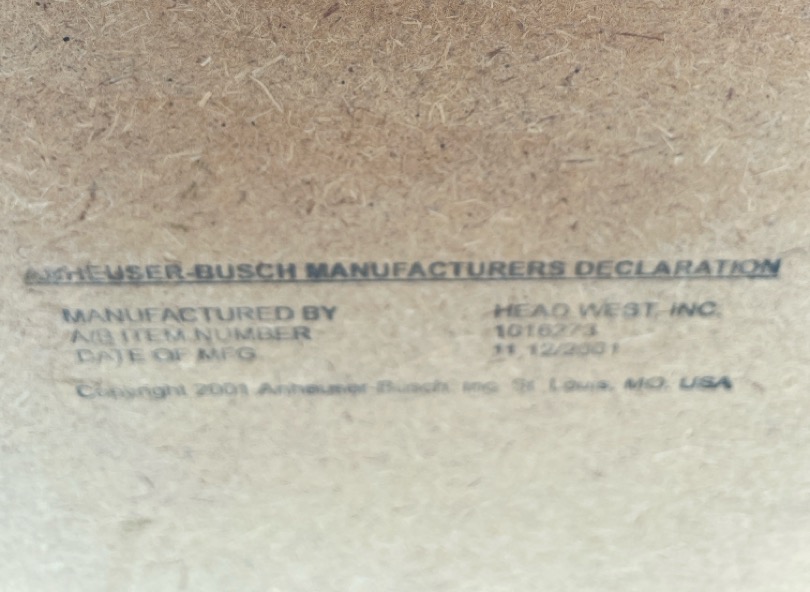 ANHEUSER-BUSCH MANUFACTURERS DECLARATION
MANUFACTURED BY HEAD WEST, INC.
A/B ITEM NUMBER 1016273
DATE OF MFG 11 12/2001
Copyright 2001 Anheuser-Busch, Inc. St. Louis, MO. USA